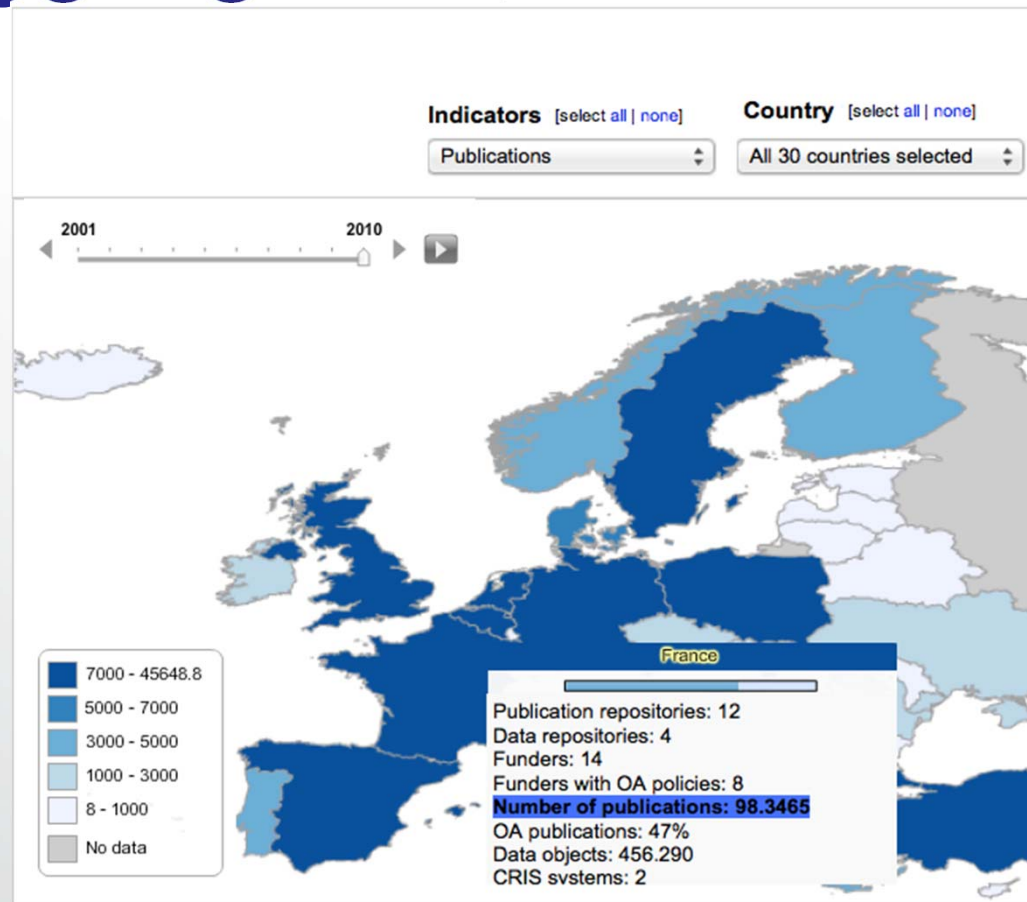 Indicators [select all | none]
Country [select all | none]
Publications
All 30 countries selected
2001
2010
7000 - 45648.8
5000 - 7000
3000 - 5000
1000 - 3000
8 - 1000
No data
France
Publication repositories: 12
Data repositories: 4
Funders: 14
Funders with OA policies: 8
Number of publications: 98.3465
OA publications: 47%
Data objects: 456.290
CRIS systems: 2